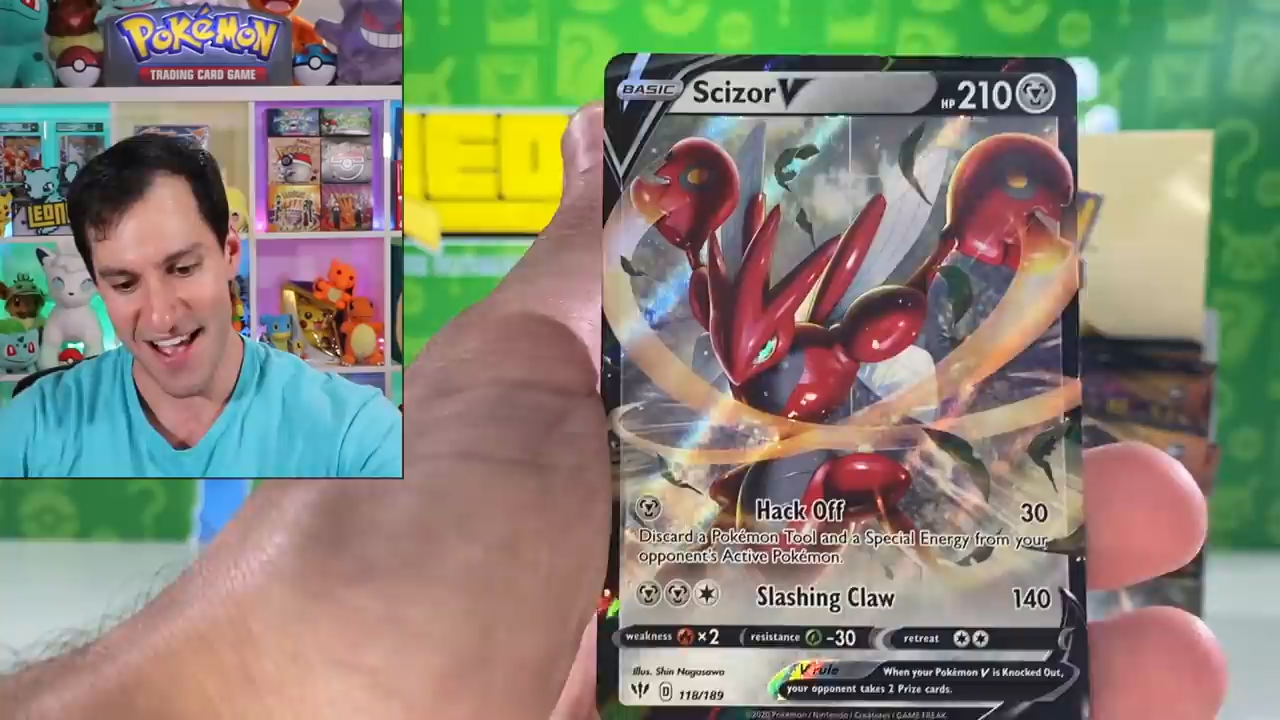 POKéMON
TRADING CARD GAME
LEON
LEO
BASIC
Scizor V
HP 210
Hack Off 30
Discard a Pokémon Tool and a Special Energy from your
opponent's Active Pokémon.
Slashing Claw 140
weakness ×2 resistance -30 retreat
Illus. Shin Nagasawa
D 118/189
V rule When your Pokémon V is Knocked Out,
your opponent takes 2 Prize cards.
©2020 Pokémon / Nintendo / Creatures / GAME FREAK